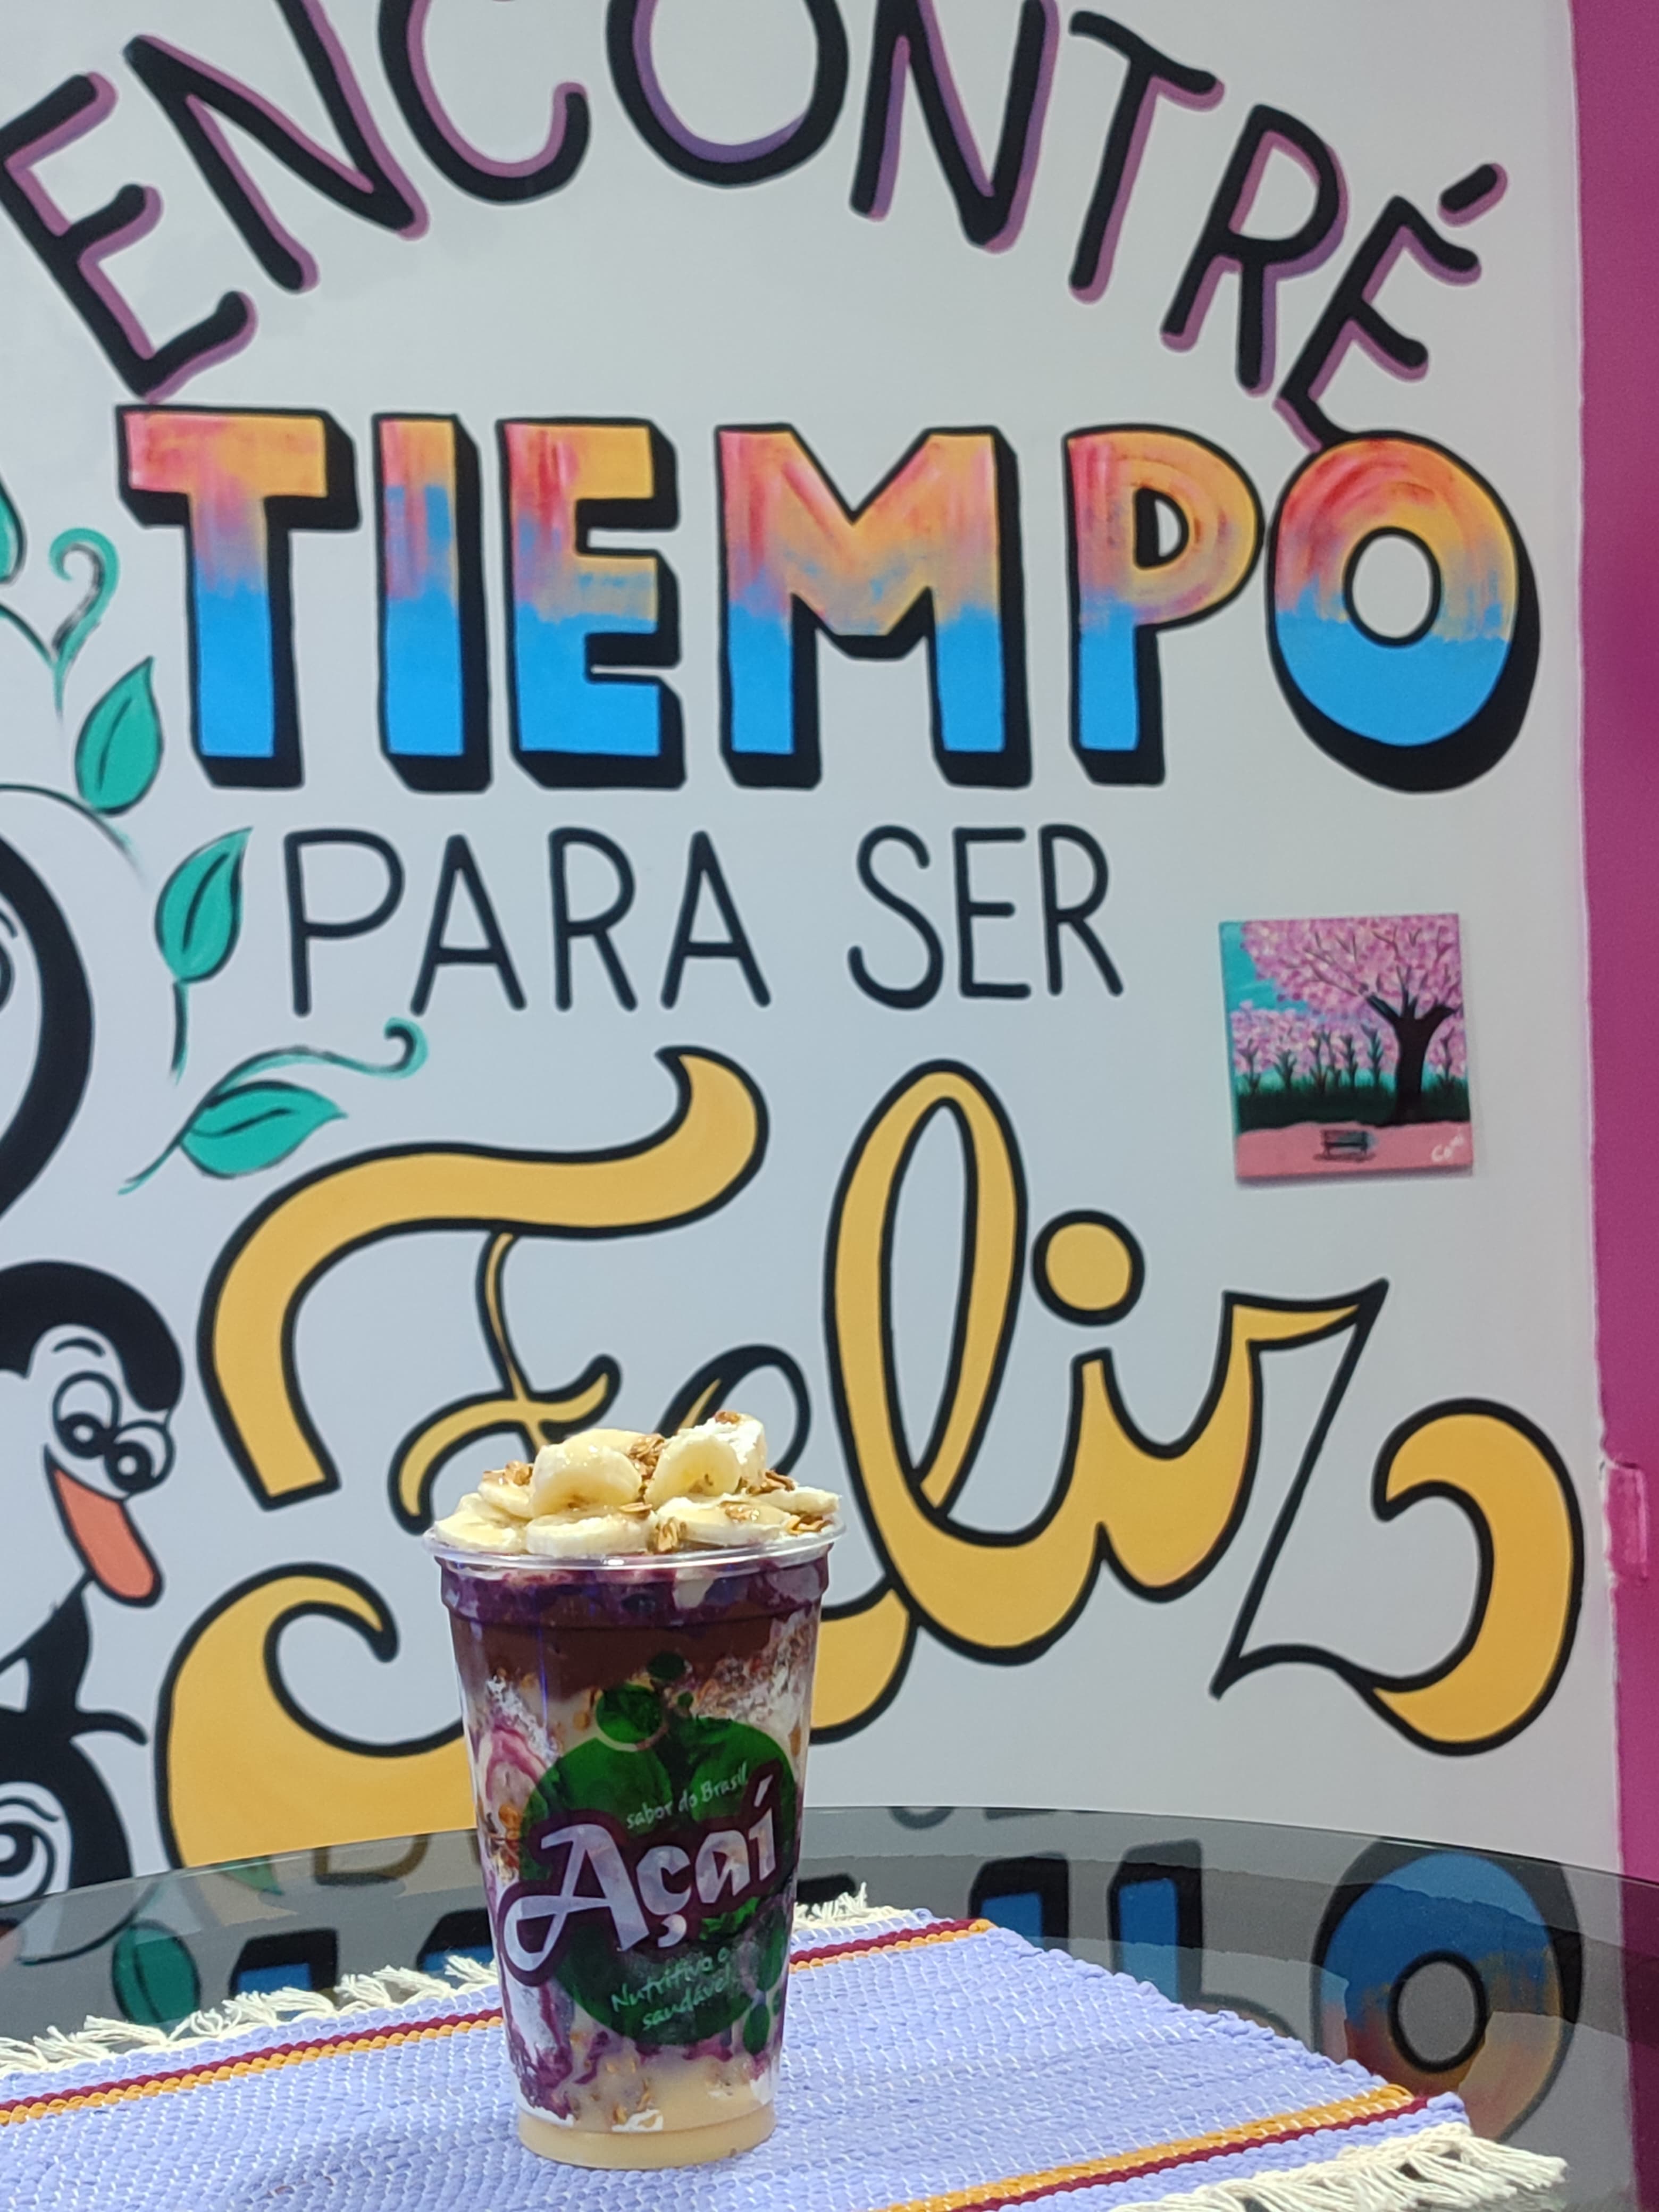 ENCONTRÉ
TIEMPO
PARA SER
Feliz
sabor do Brasil
Açaí
Nutritivo e
saudável